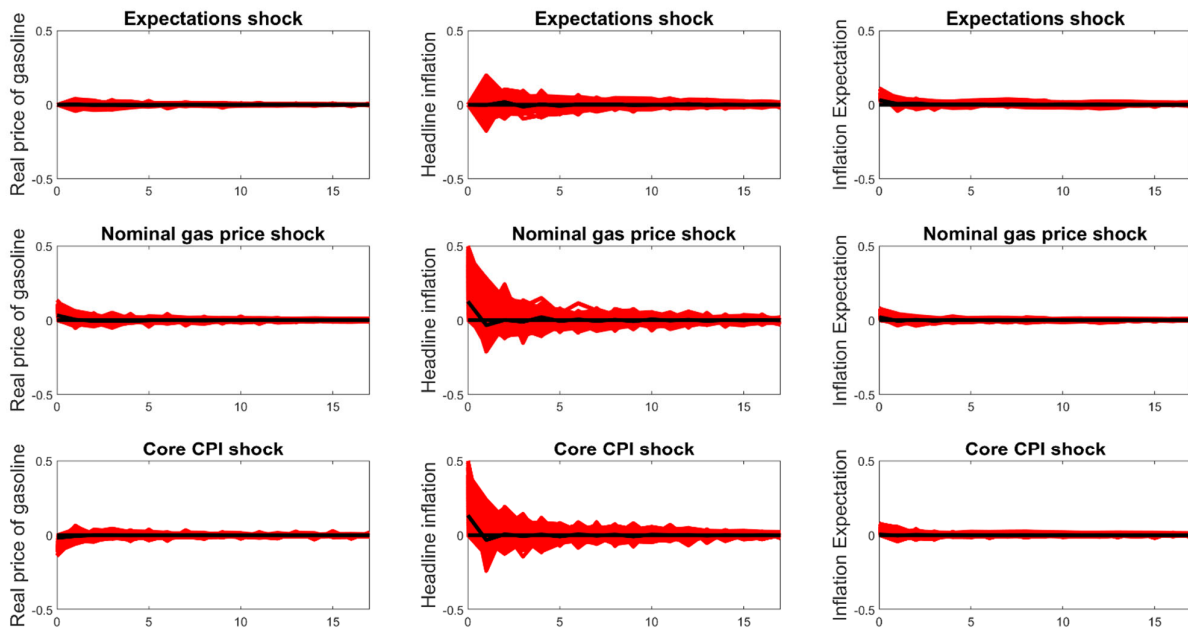 Expectations shock
Real price of gasoline
0.5
0
-0.5
0 5 10 15
Expectations shock
Headline inflation
0.5
0
-0.5
0 5 10 15
Expectations shock
Inflation Expectation
0.5
0
-0.5
0 5 10 15
Nominal gas price shock
Real price of gasoline
0.5
0
-0.5
0 5 10 15
Nominal gas price shock
Headline inflation
0.5
0
-0.5
0 5 10 15
Nominal gas price shock
Inflation Expectation
0.5
0
-0.5
0 5 10 15
Core CPI shock
Real price of gasoline
0.5
0
-0.5
0 5 10 15
Core CPI shock
Headline inflation
0.5
0
-0.5
0 5 10 15
Core CPI shock
Inflation Expectation
0.5
0
-0.5
0 5 10 15